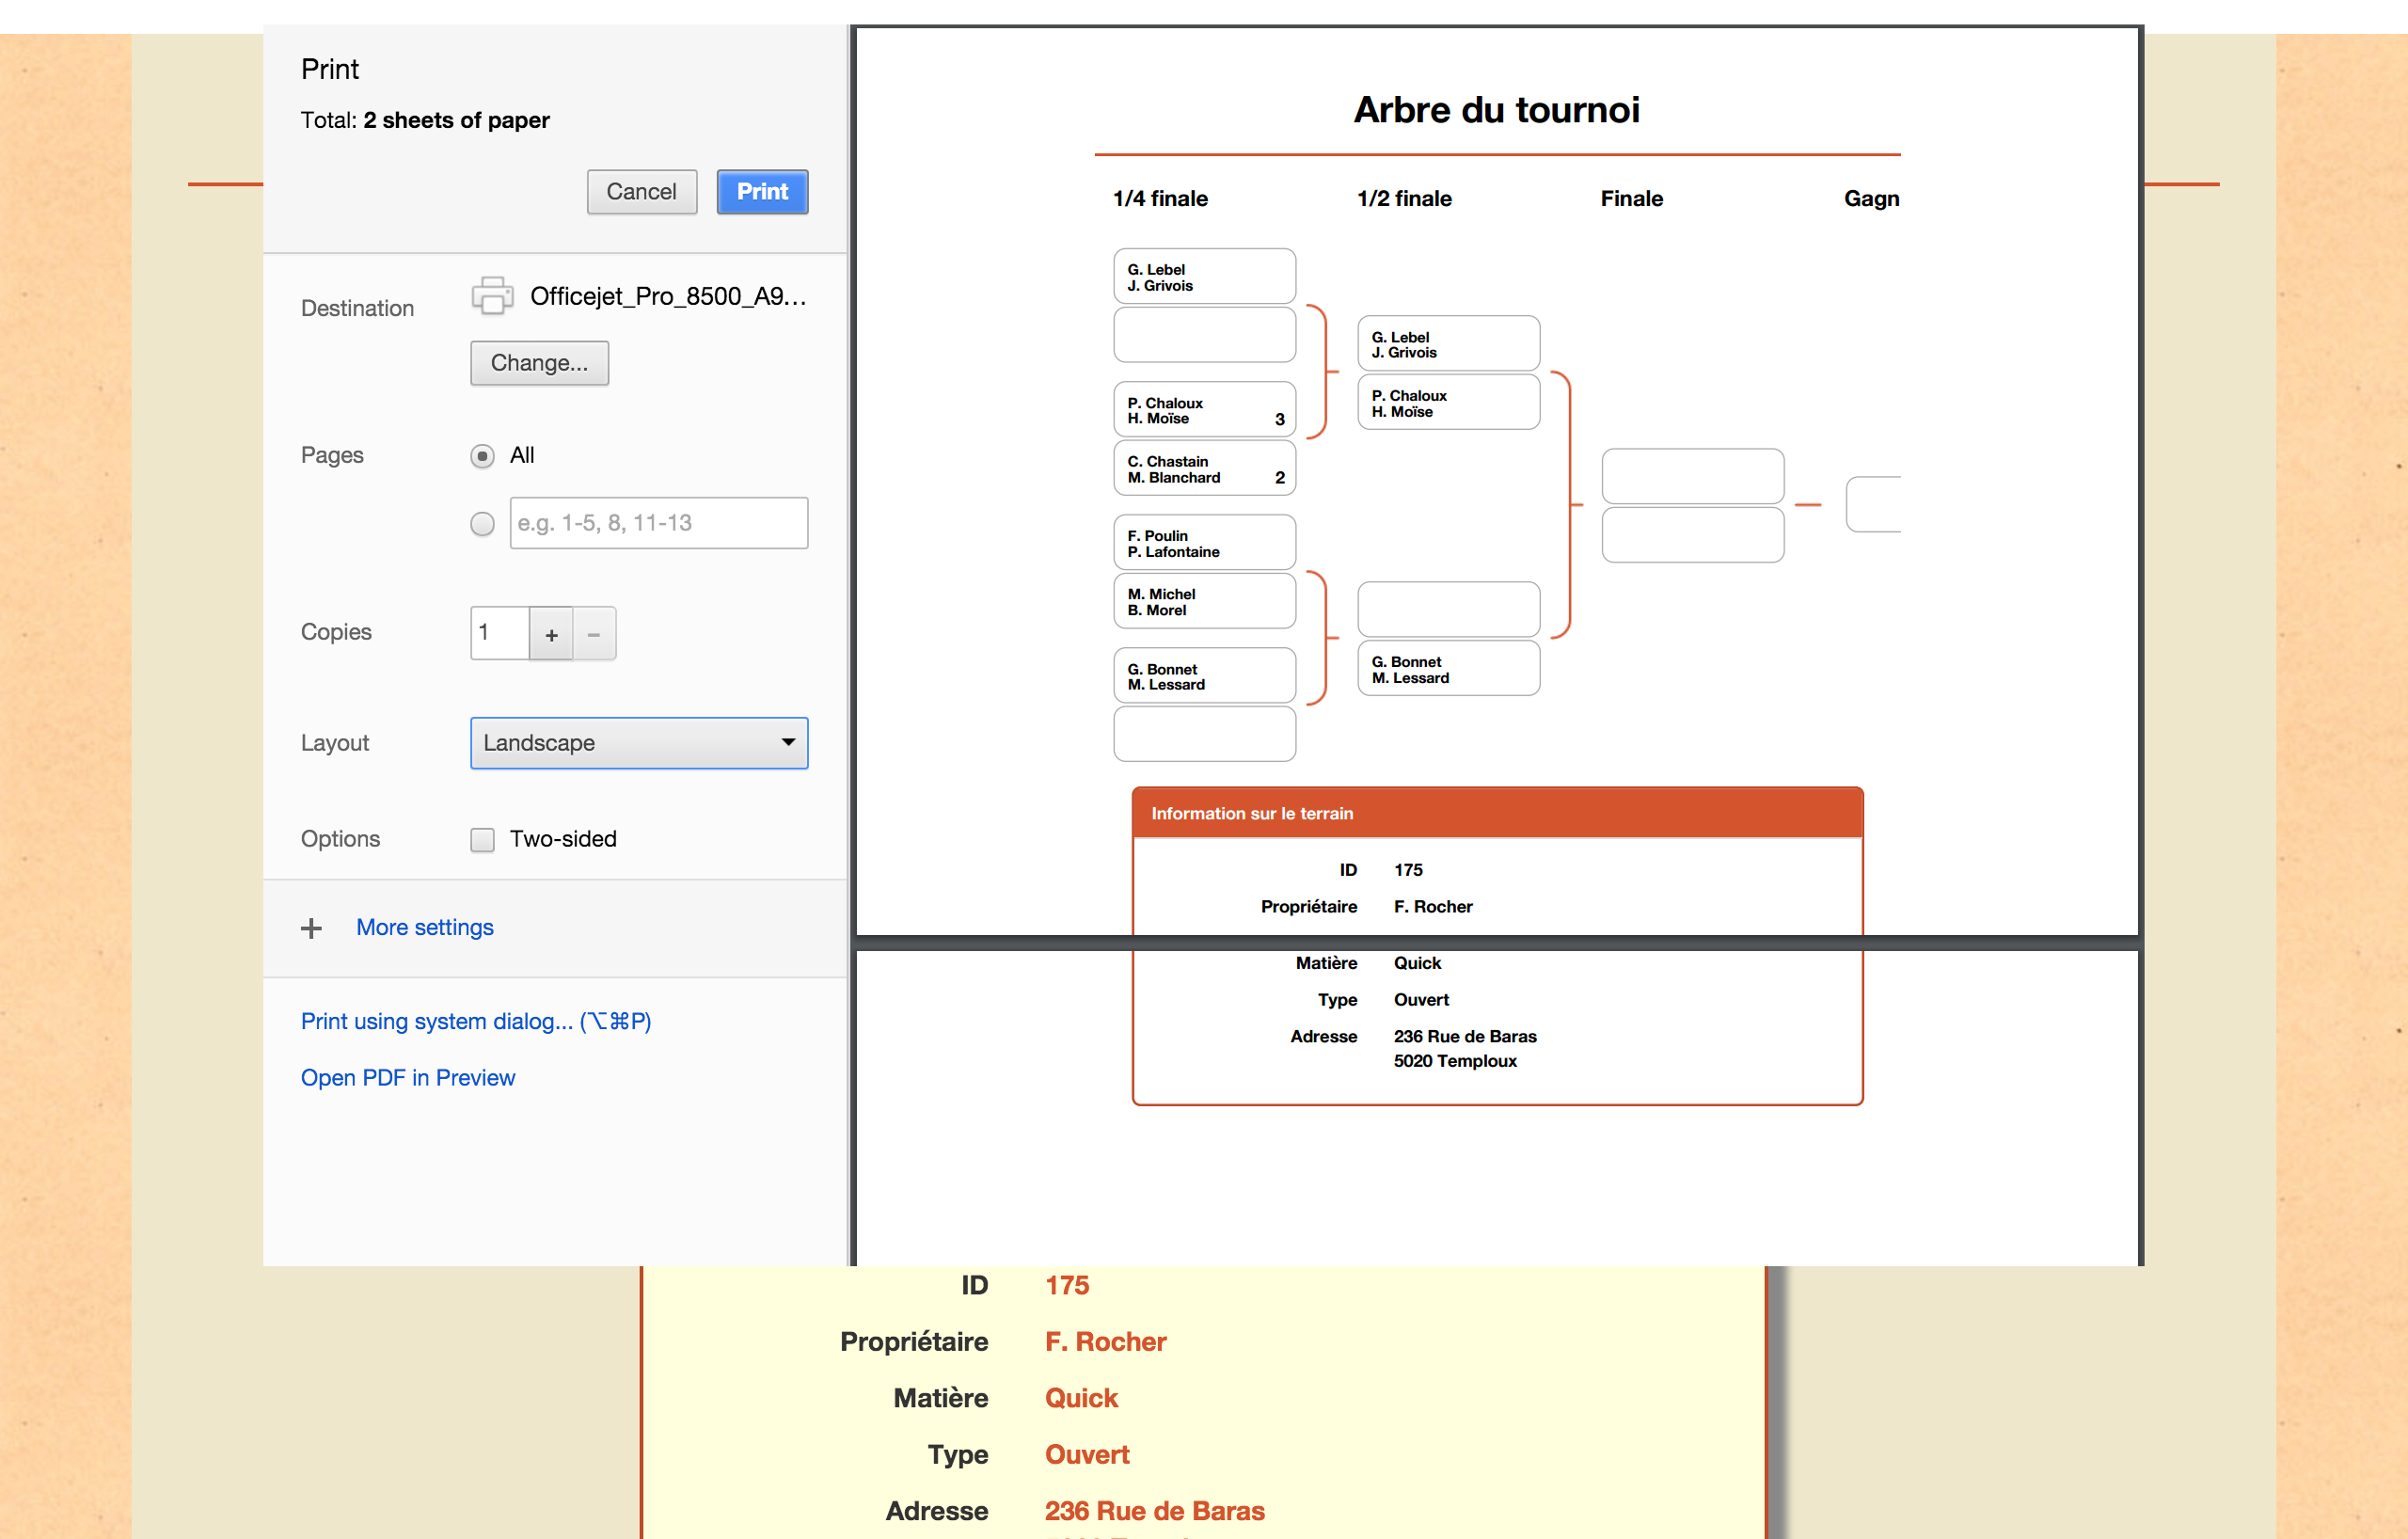 Print
Total: 2 sheets of paper
Cancel
Print
Destination
Officejet_Pro_8500_A9...
Change...
Pages
All
e.g. 1-5, 8, 11-13
Copies
1
+
−
Layout
Landscape
Options
Two-sided
+ More settings
Print using system dialog... (⌥⌘P)
Open PDF in Preview
Arbre du tournoi
1/4 finale
1/2 finale
Finale
Gagn
G. Lebel
J. Grivois
P. Chaloux
H. Moïse 3
C. Chastain
M. Blanchard 2
F. Poulin
P. Lafontaine
M. Michel
B. Morel
G. Bonnet
M. Lessard
G. Lebel
J. Grivois
P. Chaloux
H. Moïse
G. Bonnet
M. Lessard
Information sur le terrain
ID 175
Propriétaire F. Rocher
Matière Quick
Type Ouvert
Adresse 236 Rue de Baras
5020 Temploux
ID 175
Propriétaire F. Rocher
Matière Quick
Type Ouvert
Adresse 236 Rue de Baras